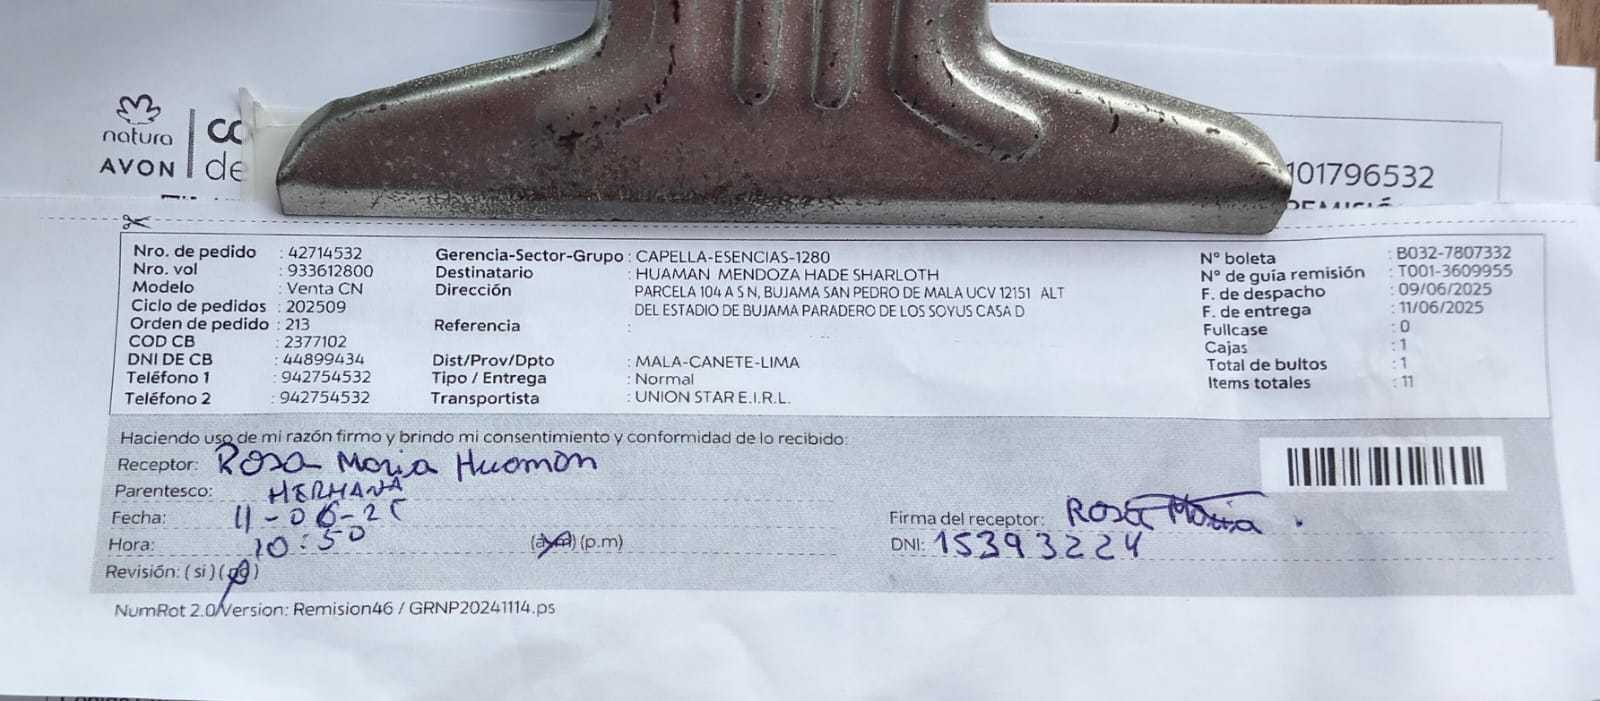 natura
AVON
de
101796532
Nro. de pedido : 42714532
Nro. vol : 933612800
Modelo : Venta CN
Ciclo de pedidos : 202509
Orden de pedido : 213
COD CB : 2377102
DNI DE CB : 44899434
Teléfono 1 : 942754532
Teléfono 2 : 942754532
Gerencia-Sector-Grupo : CAPELLA-ESENCIAS-1280
Destinatario : HUAMAN MENDOZA HADE SHARLOTH
Dirección : PARCELA 104 A S N, BUJAMA SAN PEDRO DE MALA UCV 12151 ALT
DEL ESTADIO DE BUJAMA PARADERO DE LOS SOYUS CASA D
Referencia :
Dist/Prov/Dpto : MALA-CANETE-LIMA
Tipo / Entrega : Normal
Transportista : UNION STAR E.I.R.L.
N° boleta : B032-7807332
N° de guía remisión : T001-3609955
F. de despacho : 09/06/2025
F. de entrega : 11/06/2025
Fullcase : 0
Cajas : 1
Total de bultos : 1
Items totales : 11
Haciendo uso de mi razón firmo y brindo mi consentimiento y conformidad de lo recibido:
Receptor: Rosa Maria Huaman
Parentesco: HERMANA
Fecha: 11-06-25
Hora: 10:50 (a.m) (p.m)
Revisión: ( si ) ( no )
Firma del receptor: Rosa Maria
DNI: 15393224
NumRot 2.0/Version: Remision46 / GRNP20241114.ps